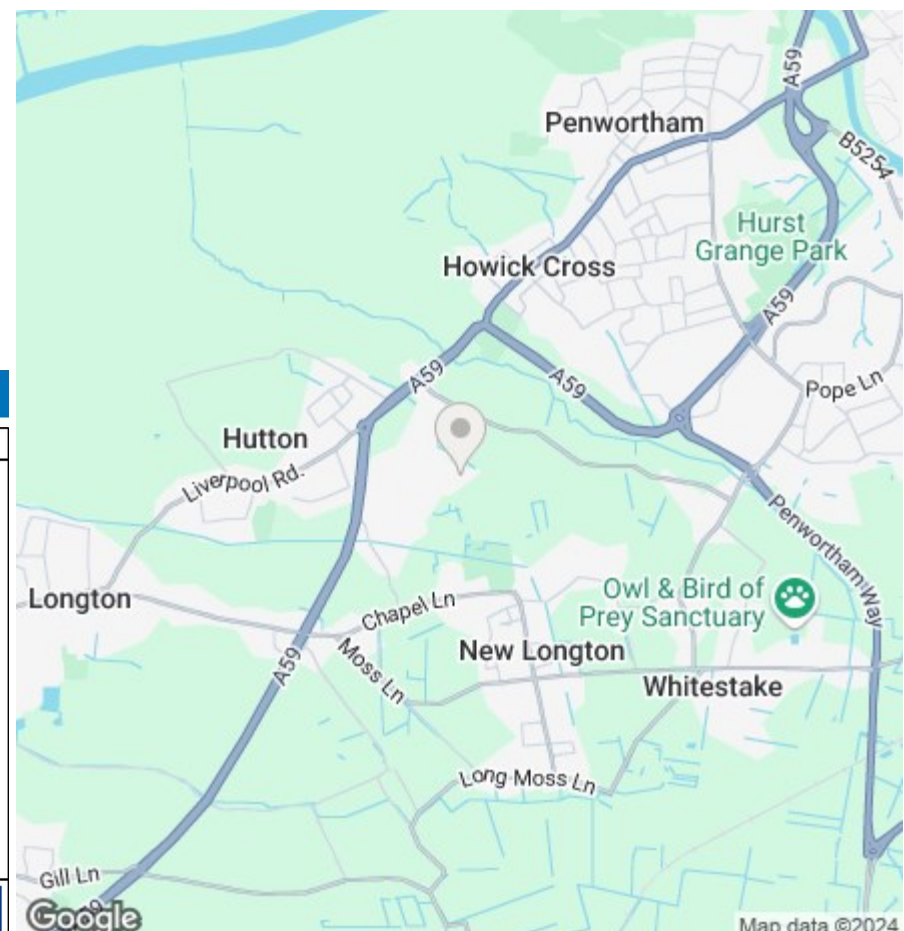 A59
Penwortham
B5254
Hurst
Grange Park
Howick Cross
A59
A59
A59
Pope Ln
Hutton
Liverpool Rd.
Penwortham Way
Longton
Chapel Ln
Owl & Bird of
Prey Sanctuary
Moss Ln
New Longton
A59
Whitestake
Long Moss Ln
Gill Ln
A59
Google
Map data ©2024